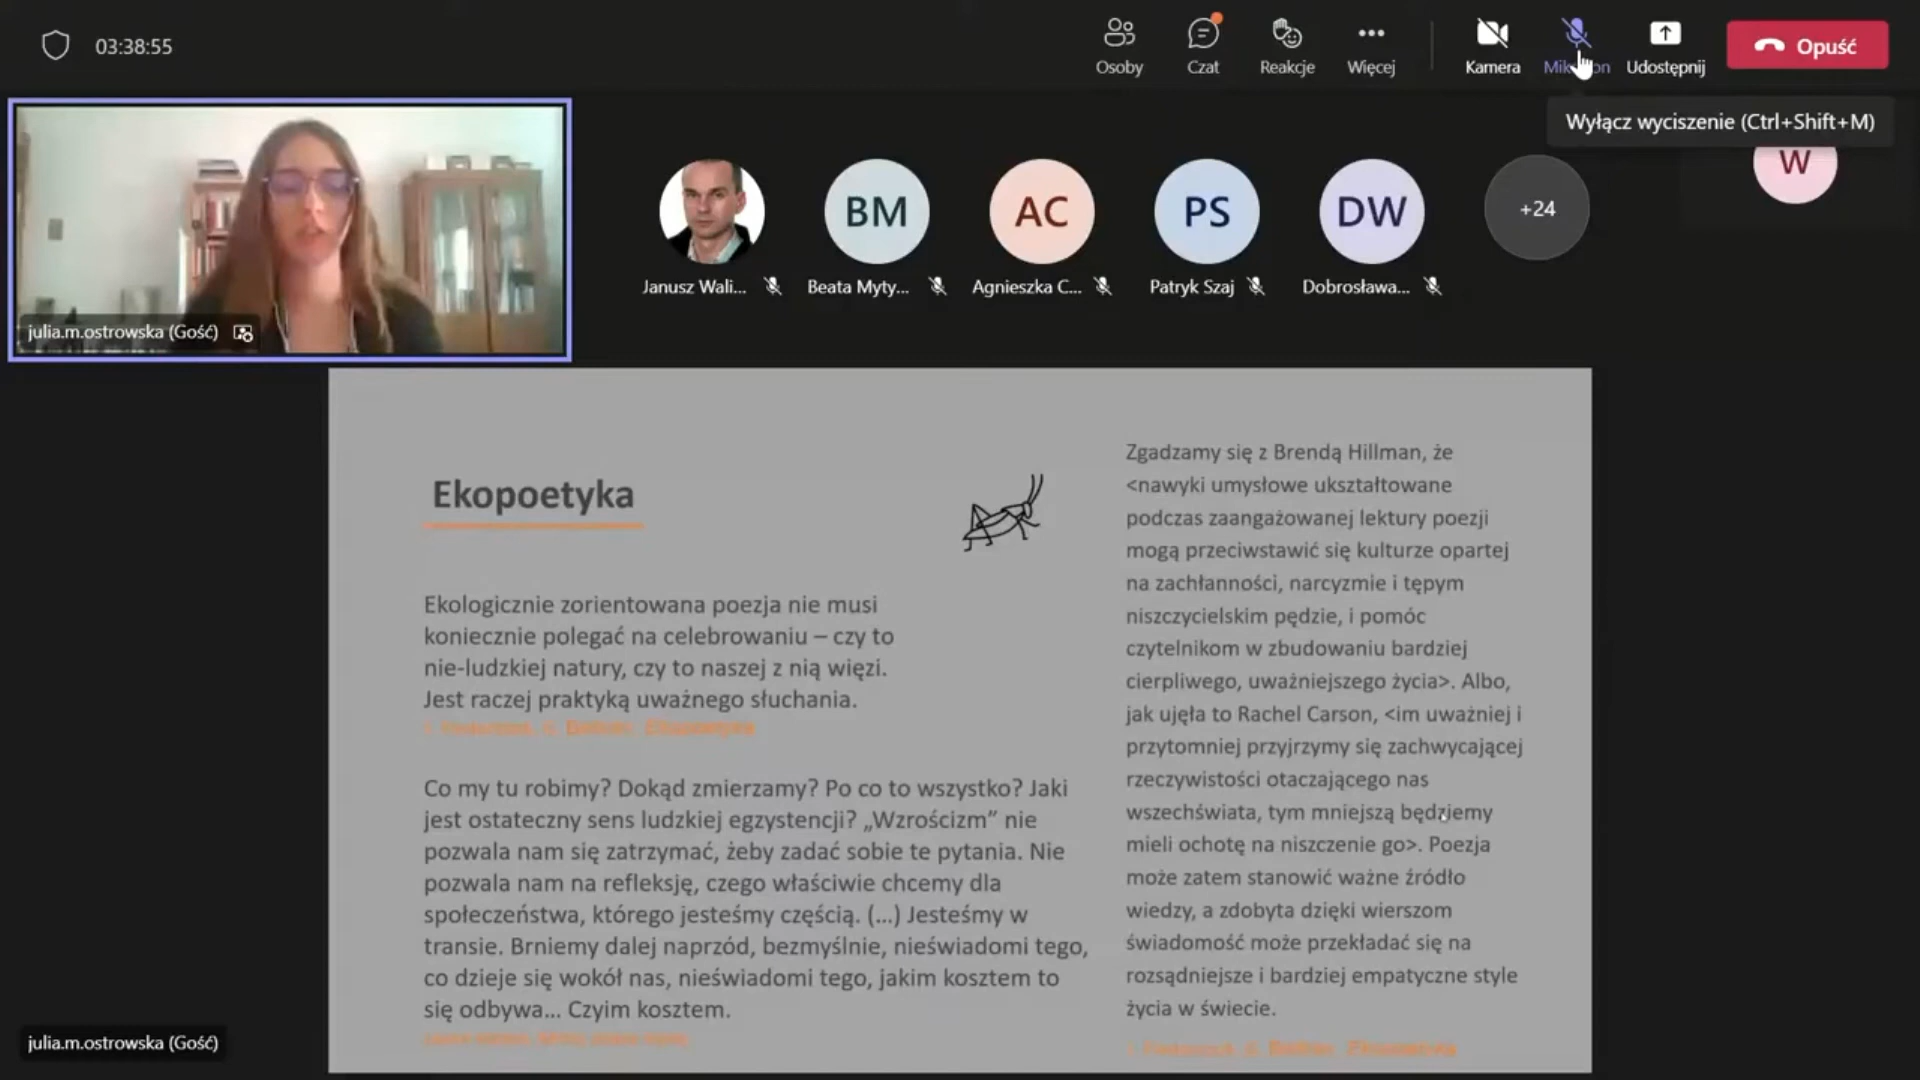 03:38:55
Osoby
Czat
Reakcje
Więcej
Kamera
Udostępnij
Opuść
Wyłącz wyciszenie (Ctrl+Shift+M)
W
BM
AC
PS
DW
+24
Janusz Wali...
Beata Myty...
Agnieszka C...
Patryk Szaj
Dobrosława...
julia.m.ostrowska (Gość)
Ekopoetyka
Ekologicznie zorientowana poezja nie musi
koniecznie polegać na celebrowaniu – czy to
nie-ludzkiej natury, czy to naszej z nią więzi.
Jest raczej praktyką uważnego słuchania.
Ekopoetyka
Co my tu robimy? Dokąd zmierzamy? Po co to wszystko? Jaki
jest ostateczny sens ludzkiej egzystencji? „Wzrościzm” nie
pozwala nam się zatrzymać, żeby zadać sobie te pytania. Nie
pozwala nam na refleksję, czego właściwie chcemy dla
społeczeństwa, którego jesteśmy częścią. (...) Jesteśmy w
transie. Brniemy dalej naprzód, bezmyślnie, nieświadomi tego,
co dzieje się wokół nas, nieświadomi tego, jakim kosztem to
się odbywa... Czyim kosztem.
Zgadzamy się z Brendą Hillman, że
<nawyki umysłowe ukształtowane
podczas zaangażowanej lektury poezji
mogą przeciwstawić się kulturze opartej
na zachłanności, narcyzmie i tępym
niszczycielskim pędzie, i pomóc
czytelnikom w zbudowaniu bardziej
cierpliwego, uważniejszego życia>. Albo,
jak ujęła to Rachel Carson, <im uważniej i
przytomniej przyjrzymy się zachwycającej
rzeczywistości otaczającego nas
wszechświata, tym mniejszą będziemy
mieli ochotę na niszczenie go>. Poezja
może zatem stanowić ważne źródło
wiedzy, a zdobyta dzięki wierszom
świadomość może przekładać się na
rozsądniejsze i bardziej empatyczne style
życia w świecie.
Ekopoetyka
julia.m.ostrowska (Gość)